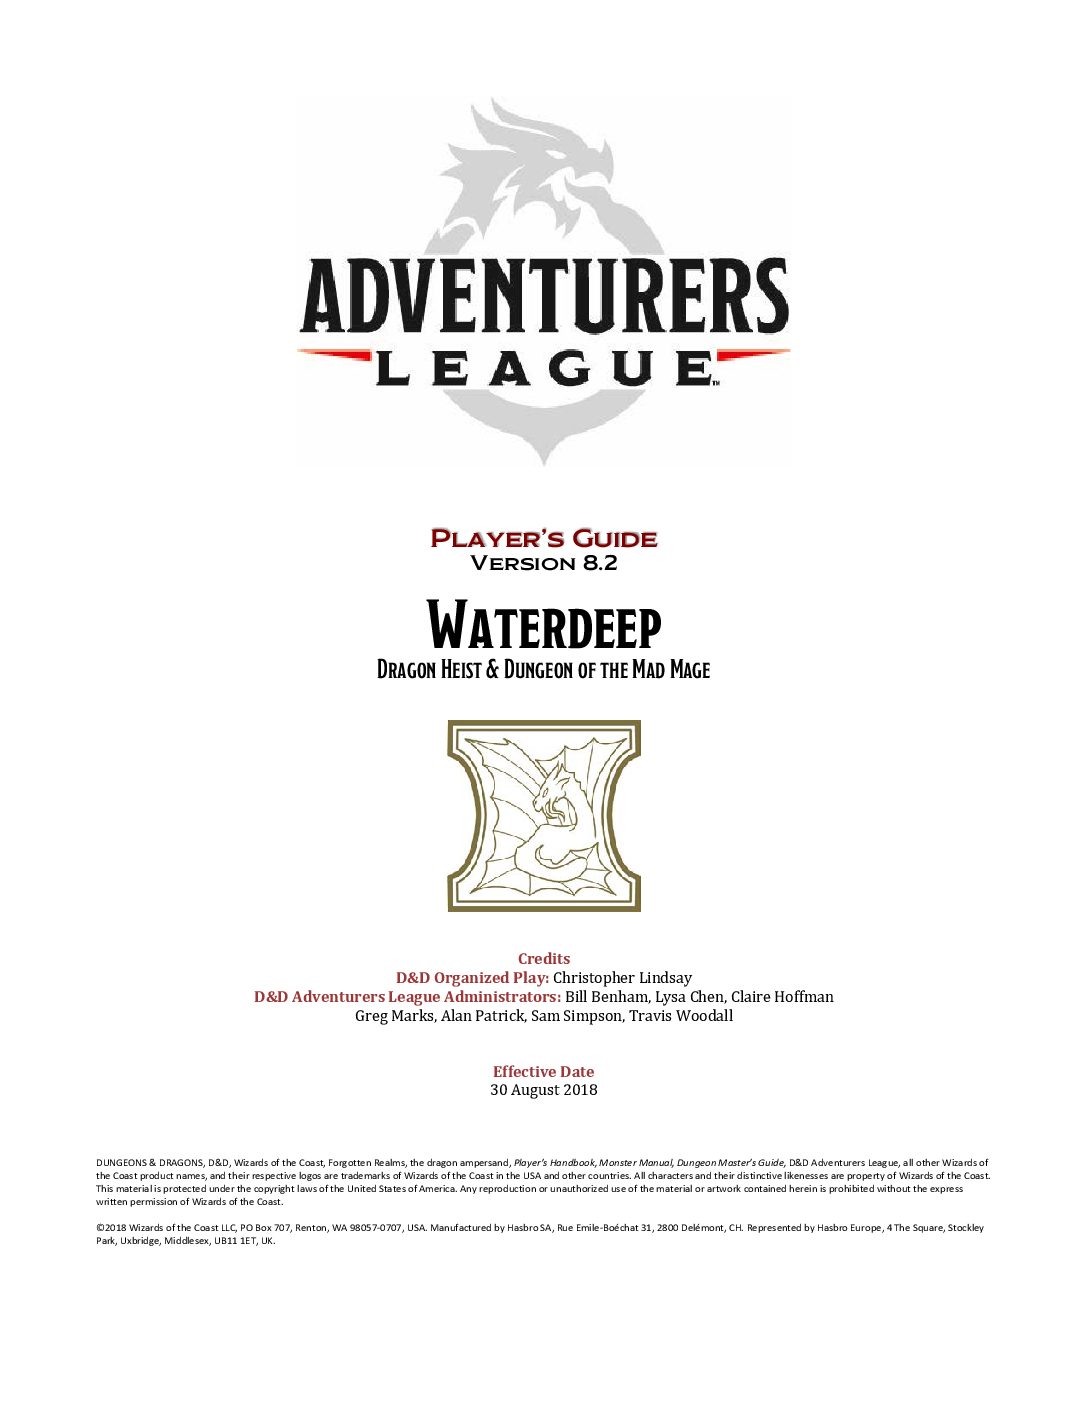 ADVENTURERS
LEAGUE™
Player's Guide
Version 8.2
Waterdeep
Dragon Heist & Dungeon of the Mad Mage
Credits
D&D Organized Play: Christopher Lindsay
D&D Adventurers League Administrators: Bill Benham, Lysa Chen, Claire Hoffman
Greg Marks, Alan Patrick, Sam Simpson, Travis Woodall
Effective Date
30 August 2018
DUNGEONS & DRAGONS, D&D, Wizards of the Coast, Forgotten Realms, the dragon ampersand, Player's Handbook, Monster Manual, Dungeon Master's Guide, D&D Adventurers League, all other Wizards of
the Coast product names, and their respective logos are trademarks of Wizards of the Coast in the USA and other countries. All characters and their distinctive likenesses are property of Wizards of the Coast.
This material is protected under the copyright laws of the United States of America. Any reproduction or unauthorized use of the material or artwork contained herein is prohibited without the express
written permission of Wizards of the Coast.
©2018 Wizards of the Coast LLC, PO Box 707, Renton, WA 98057-0707, USA. Manufactured by Hasbro SA, Rue Emile-Boéchat 31, 2800 Delémont, CH. Represented by Hasbro Europe, 4 The Square, Stockley
Park, Uxbridge, Middlesex, UB11 1ET, UK.